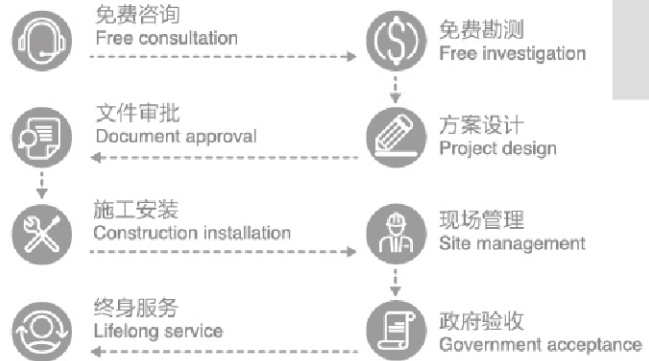 免费咨询
Free consultation
免费勘测
Free investigation
文件审批
Document approval
方案设计
Project design
施工安装
Construction installation
现场管理
Site management
终身服务
Lifelong service
政府验收
Government acceptance